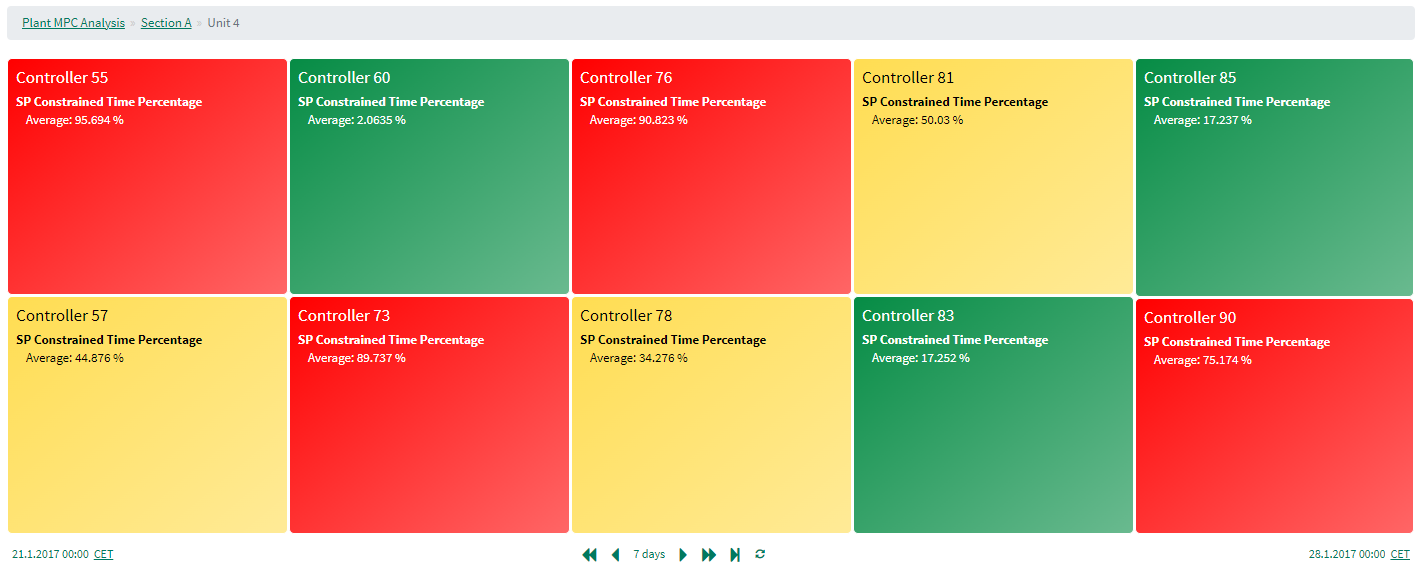 Plant MPC Analysis » Section A » Unit 4
Controller 55
SP Constrained Time Percentage
Average: 95.694 %
Controller 60
SP Constrained Time Percentage
Average: 2.0635 %
Controller 76
SP Constrained Time Percentage
Average: 90.823 %
Controller 81
SP Constrained Time Percentage
Average: 50.03 %
Controller 85
SP Constrained Time Percentage
Average: 17.237 %
Controller 57
SP Constrained Time Percentage
Average: 44.876 %
Controller 73
SP Constrained Time Percentage
Average: 89.737 %
Controller 78
SP Constrained Time Percentage
Average: 34.276 %
Controller 83
SP Constrained Time Percentage
Average: 17.252 %
Controller 90
SP Constrained Time Percentage
Average: 75.174 %
21.1.2017 00:00 CET
7 days
28.1.2017 00:00 CET